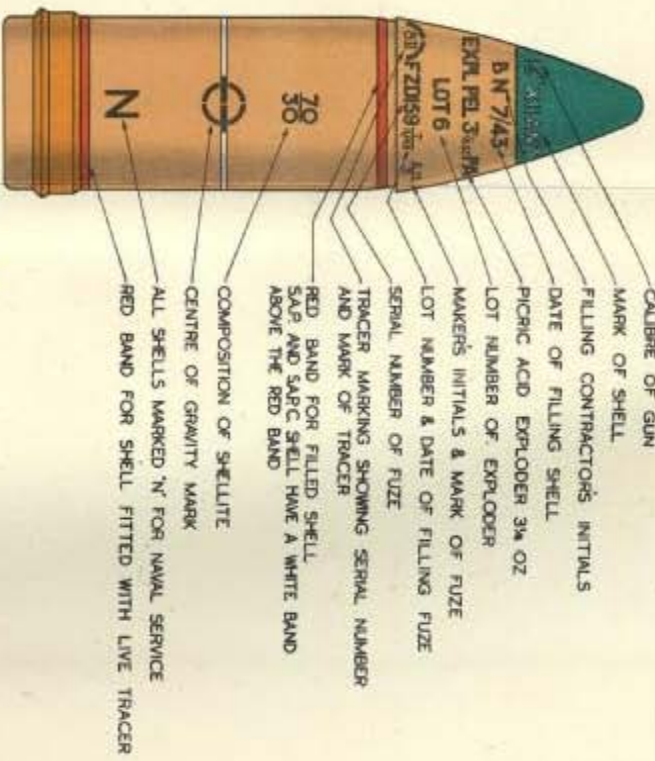 CALIBRE OF GUN
MARK OF SHELL
FILLING CONTRACTOR'S INITIALS
DATE OF FILLING SHELL
PICRIC ACID EXPLODER 3¼ OZ
LOT NUMBER OF EXPLODER
MAKER'S INITIALS & MARK OF FUZE
LOT NUMBER & DATE OF FILLING FUZE
SERIAL NUMBER OF FUZE
TRACER MARKING SHOWING SERIAL NUMBER
AND MARK OF TRACER
RED BAND FOR FILLED SHELL
S.A.P. AND S.A.P.C. SHELL HAVE A WHITE BAND
ABOVE THE RED BAND
COMPOSITION OF SHELLITE
CENTRE OF GRAVITY MARK
ALL SHELLS MARKED 'N' FOR NAVAL SERVICE
RED BAND FOR SHELL FITTED WITH LIVE TRACER
B N 7/43
EXPL PEL 3
LOT 6
FZD159
70
30
N